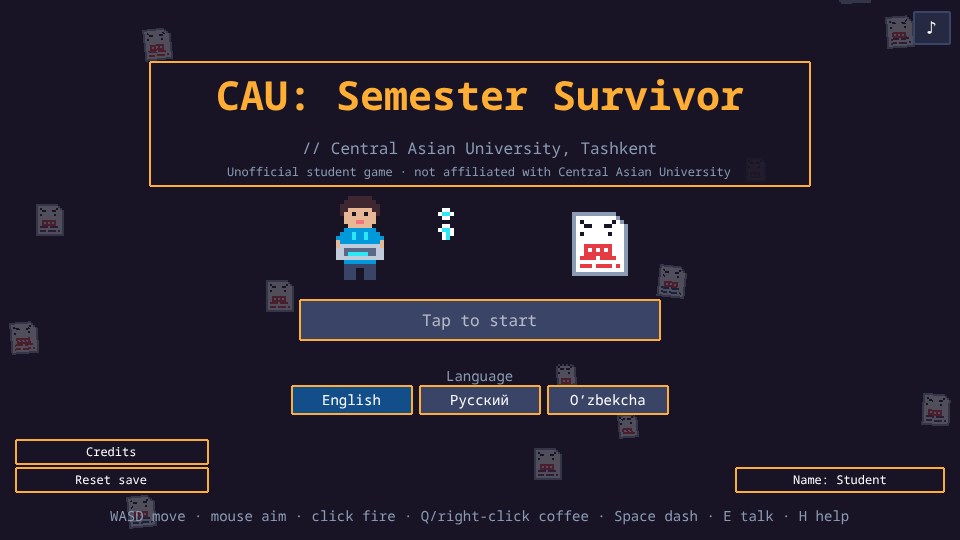 ♪
CAU: Semester Survivor
// Central Asian University, Tashkent
Unofficial student game · not affiliated with Central Asian University
Tap to start
Language
English
Русский
Oʻzbekcha
Credits
Reset save
Name: Student
WASD move · mouse aim · click fire · Q/right-click coffee · Space dash · E talk · H help